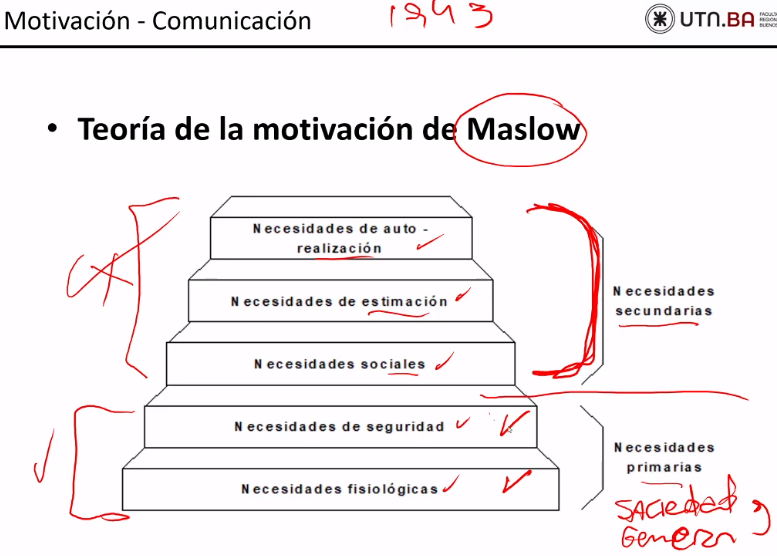 Motivación - Comunicación
1943
UTN.BA
• Teoría de la motivación de Maslow
Necesidades de auto -
realización
Necesidades de estimación
Necesidades sociales
Necesidades de seguridad
Necesidades fisiológicas
Necesidades
secundarias
Necesidades
primarias
SACIEDAD